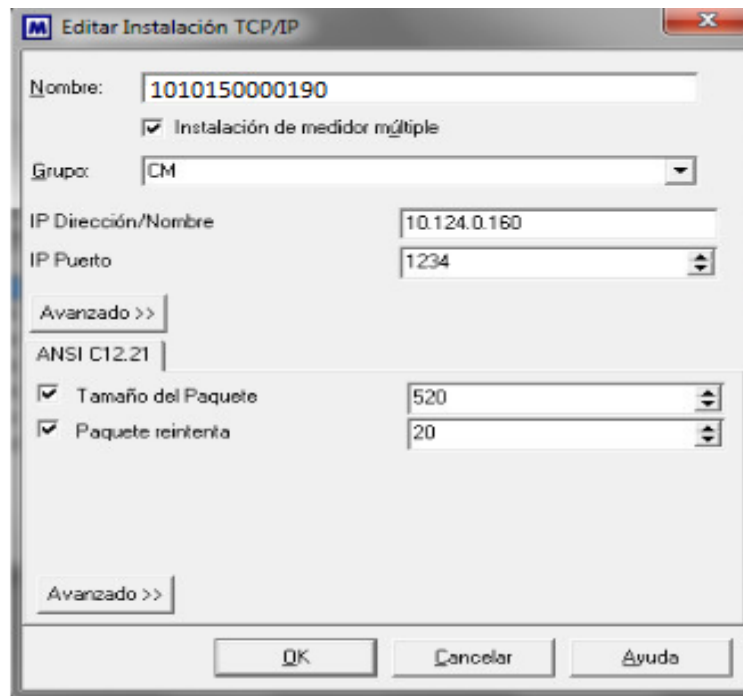 M Editar Instalación TCP/IP
Nombre: 1010150000190
Instalación de medidor múltiple
Grupo: CM
IP Dirección/Nombre 10.124.0.160
IP Puerto 1234
Avanzado >>
ANSI C12.21
Tamaño del Paquete 520
Paquete reintenta 20
Avanzado >>
OK Cancelar Ayuda